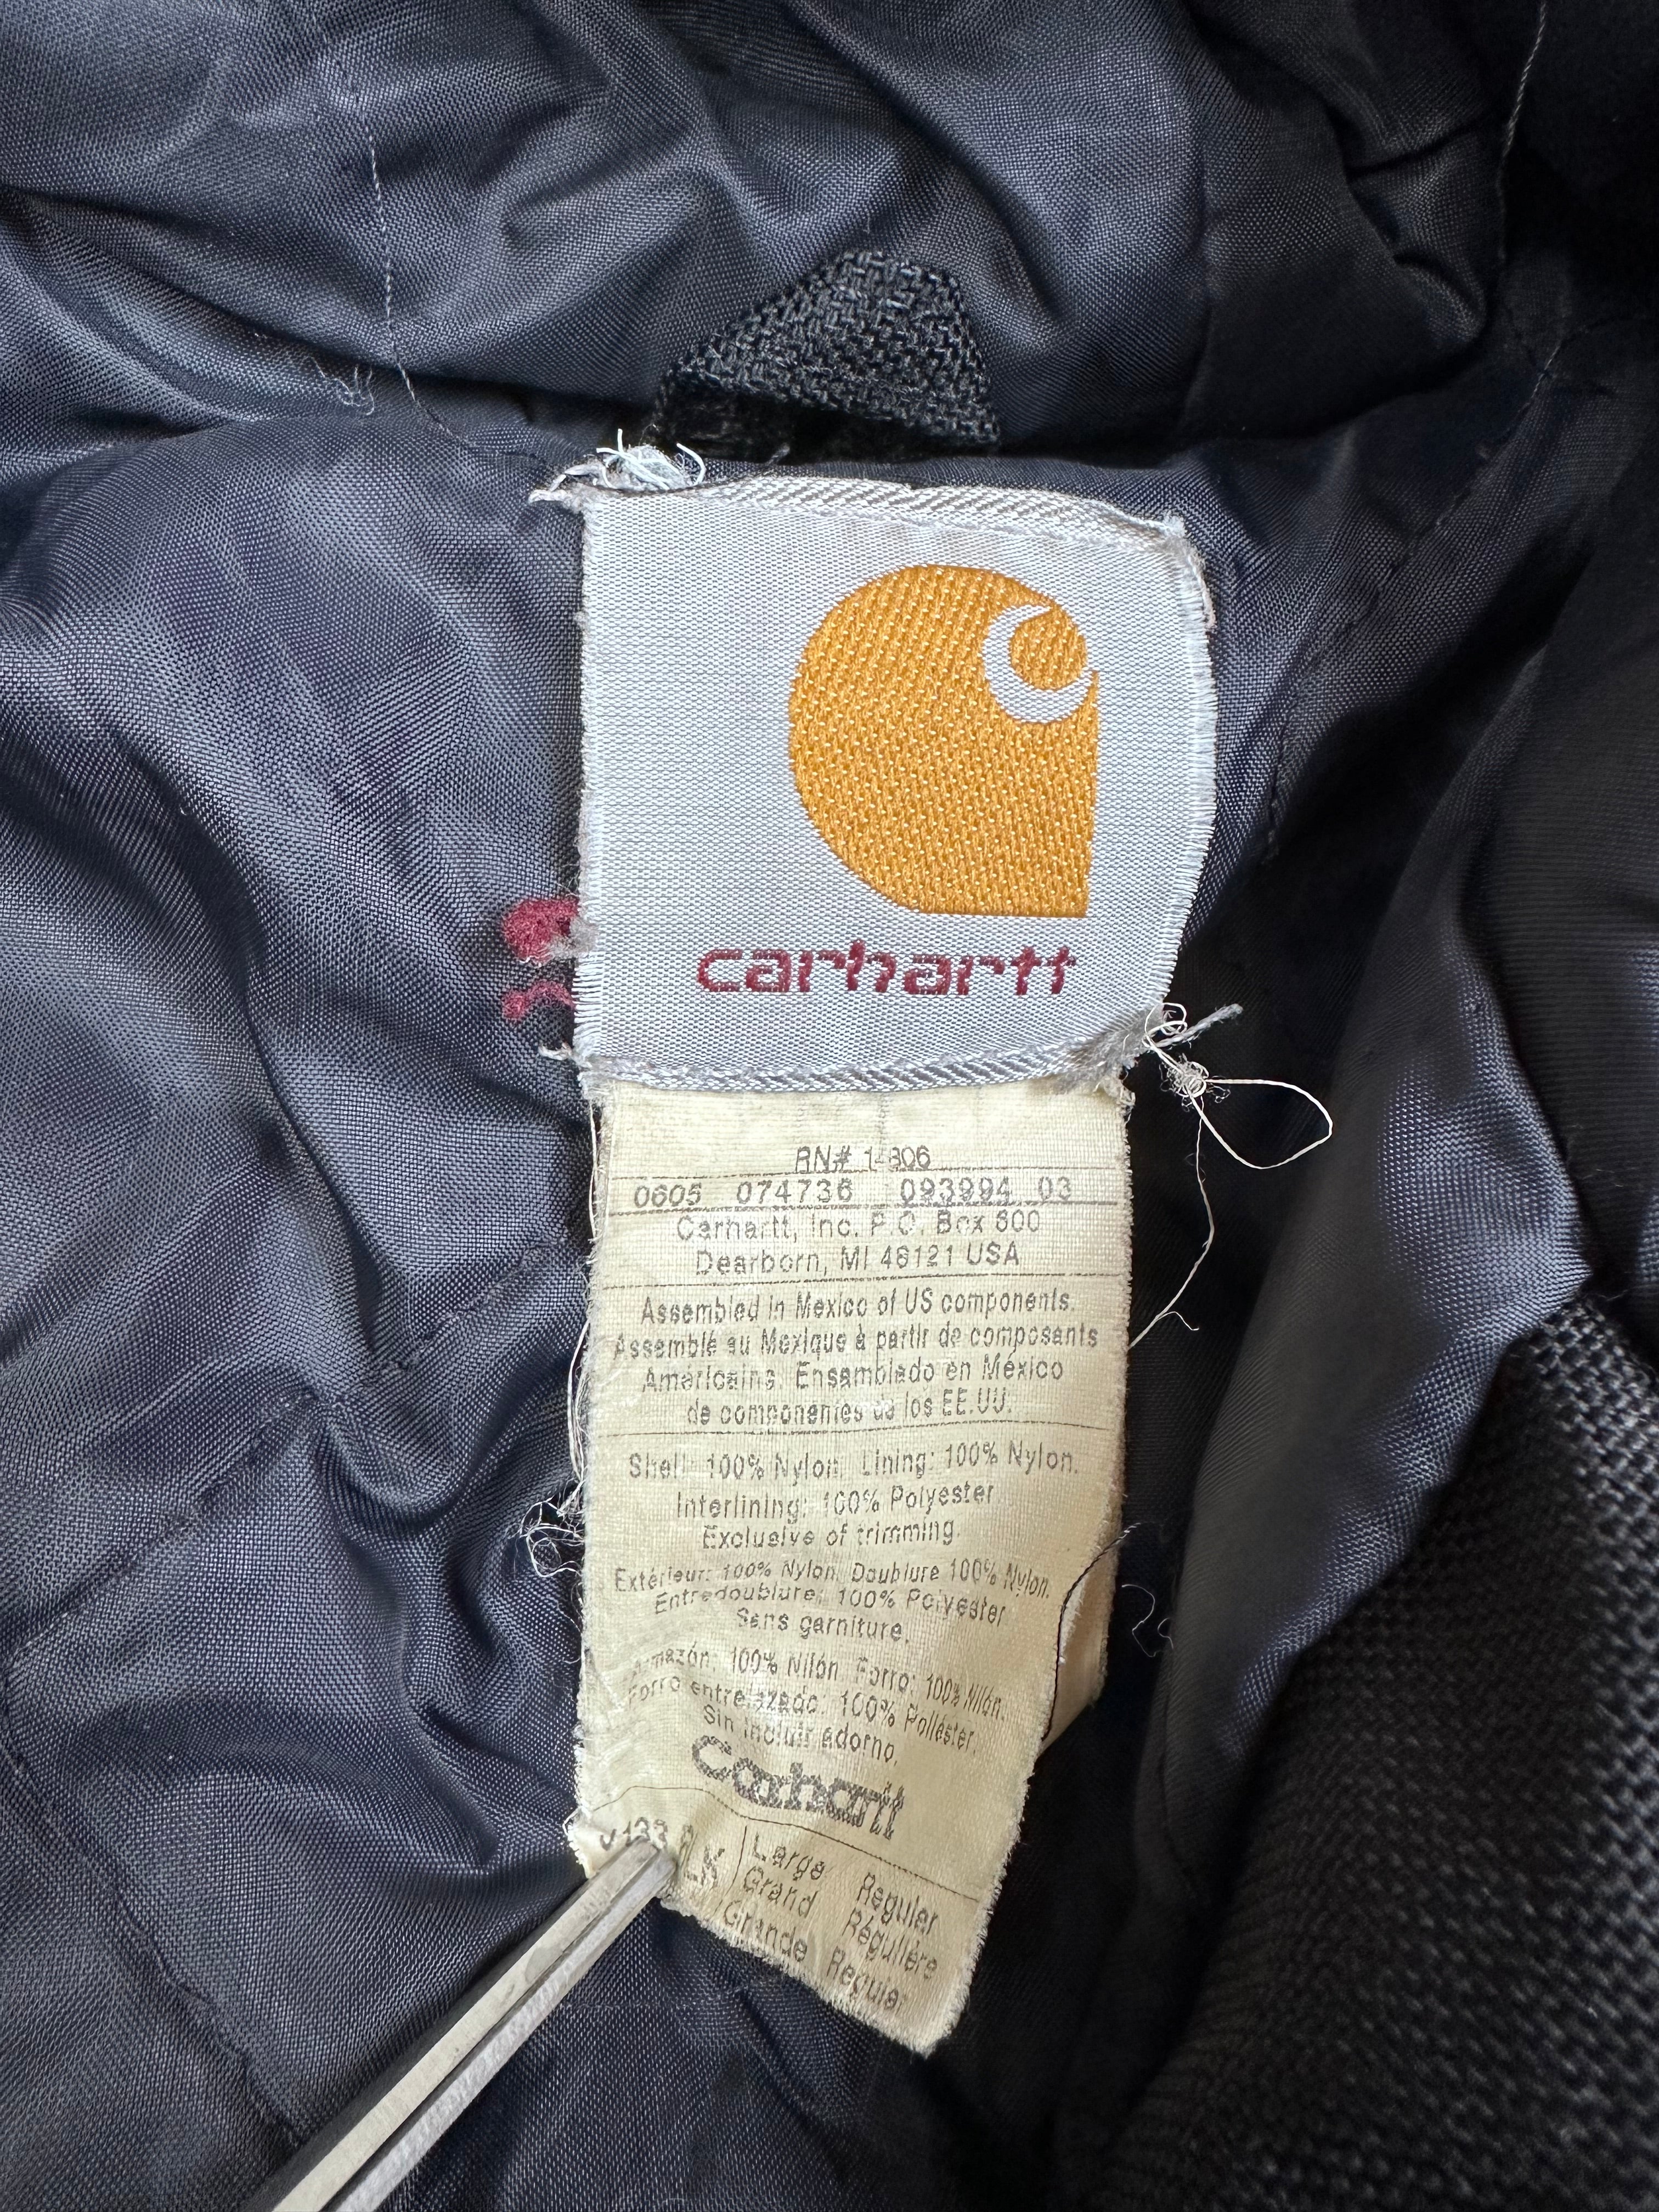 carhartt
RN# 14806
0605 074736 093994 03
Carhartt, Inc. P.O. Box 600
Dearborn, MI 48121 USA
Assembled in Mexico of US components.
Assemblé au Mexique à partir de composants
Américains. Ensamblado en México
de componentes de los EE.UU.
Shell: 100% Nylon. Lining: 100% Nylon.
Interlining: 100% Polyester
Exclusive of trimming.
Extérieur: 100% Nylon. Doublure 100% Nylon.
Entredoublure: 100% Polyester
Sans garniture.
Armazón: 100% Nilón. Forro: 100% Nilón.
Forro entrelazado: 100% Poliéster.
Sin incluir adorno.
carhartt
BLK
Large Regular
Grand Régulière
Grande Regular